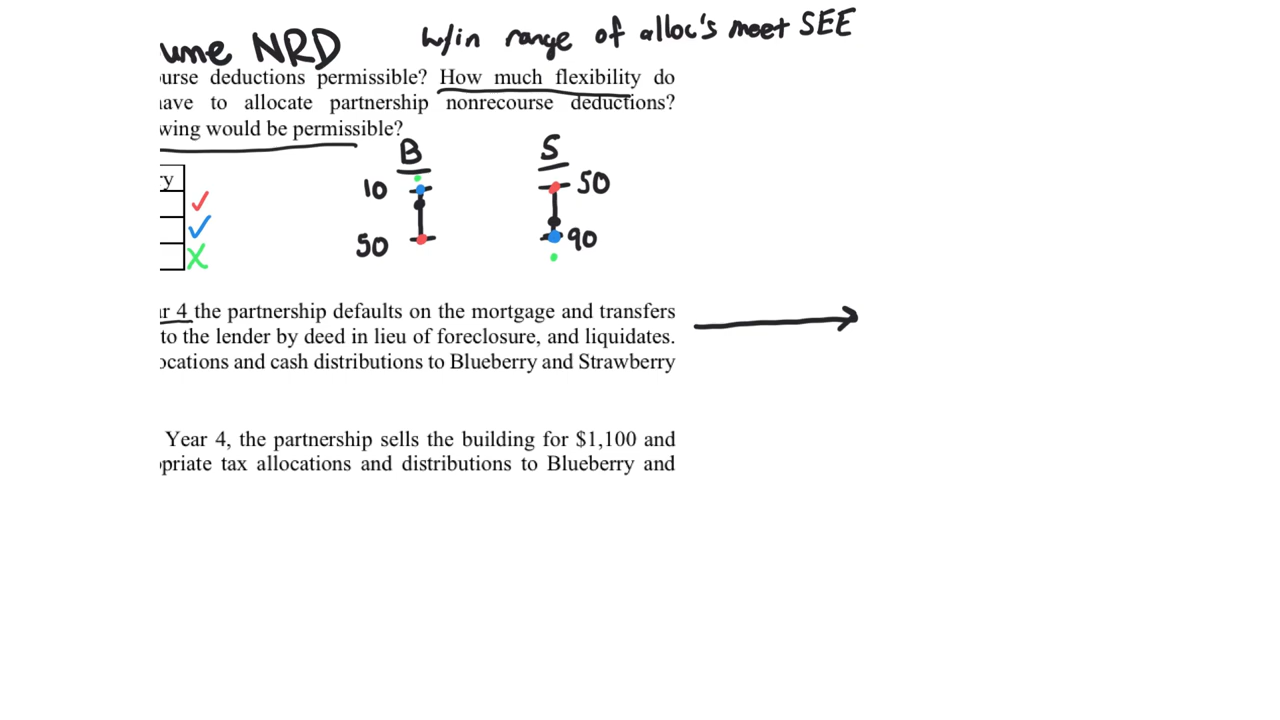 ume NRD w/in range of alloc's meet SEE
urse deductions permissible? How much flexibility do
ave to allocate partnership nonrecourse deductions?
wing would be permissible?
B S
y
10 50
50 90
r 4 the partnership defaults on the mortgage and transfers
to the lender by deed in lieu of foreclosure, and liquidates.
ocations and cash distributions to Blueberry and Strawberry
Year 4, the partnership sells the building for $1,100 and
priate tax allocations and distributions to Blueberry and